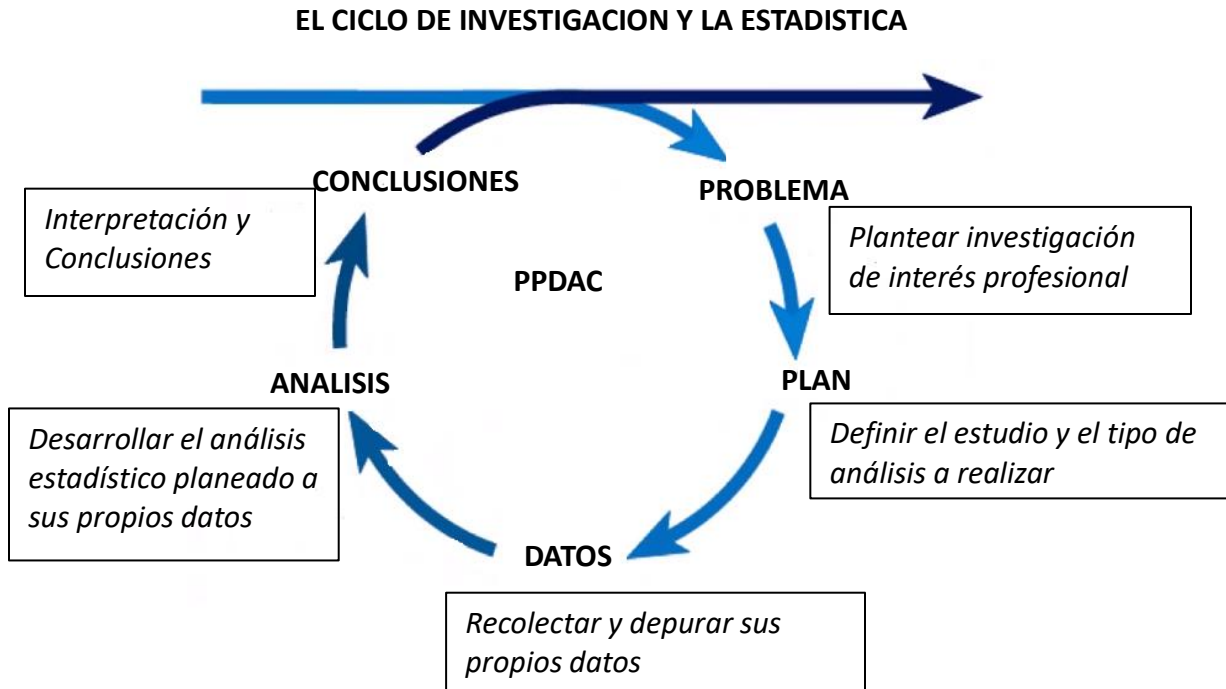 EL CICLO DE INVESTIGACION Y LA ESTADISTICA
CONCLUSIONES
Interpretación y
Conclusiones
PROBLEMA
Plantear investigación
de interés profesional
PPDAC
ANALISIS
Desarrollar el análisis
estadístico planeado a
sus propios datos
PLAN
Definir el estudio y el tipo de
análisis a realizar
DATOS
Recolectar y depurar sus
propios datos